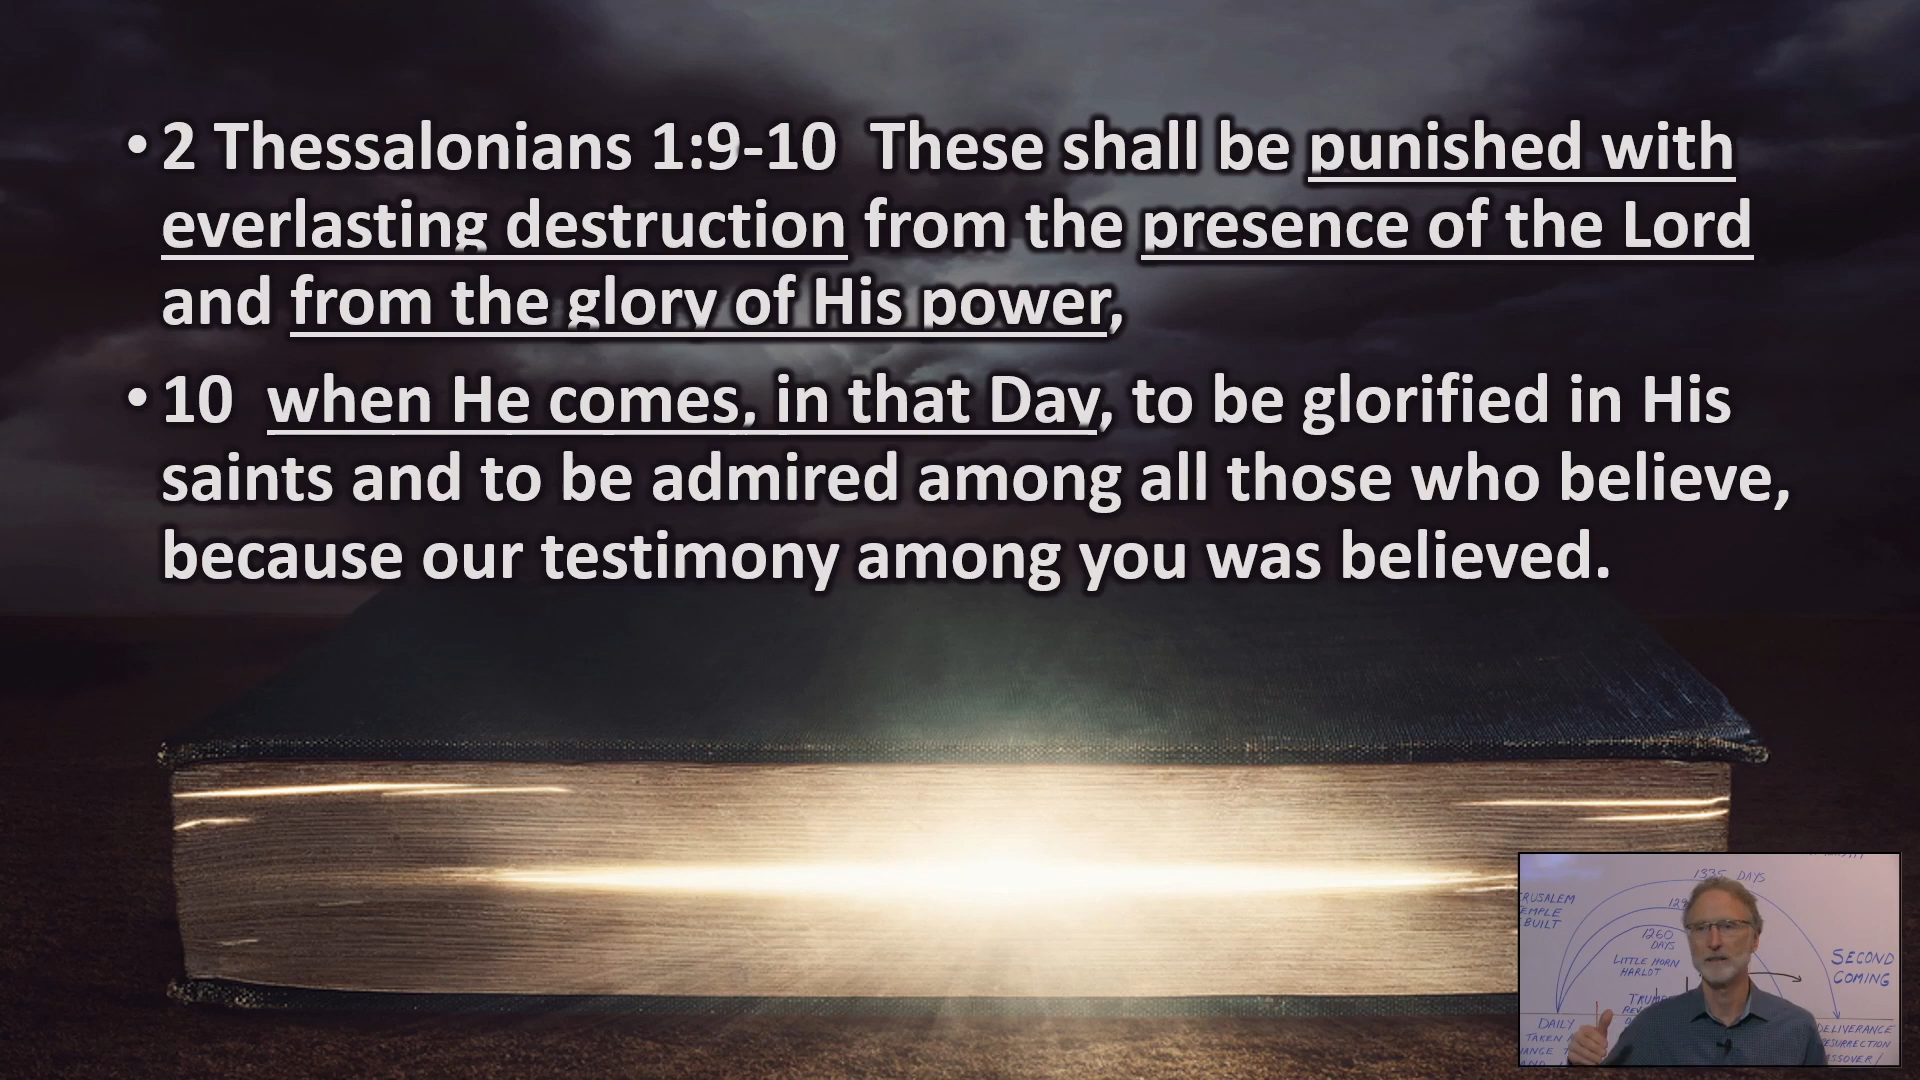 • 2 Thessalonians 1:9-10  These shall be punished with
everlasting destruction from the presence of the Lord
and from the glory of His power,
• 10  when He comes, in that Day, to be glorified in His
saints and to be admired among all those who believe,
because our testimony among you was believed.
1335 DAYS
BUILT
1260
DAYS
LITTLE HORN
HARLOT
SECOND
COMING
DAILY
TAKEN
DELIVERANCE